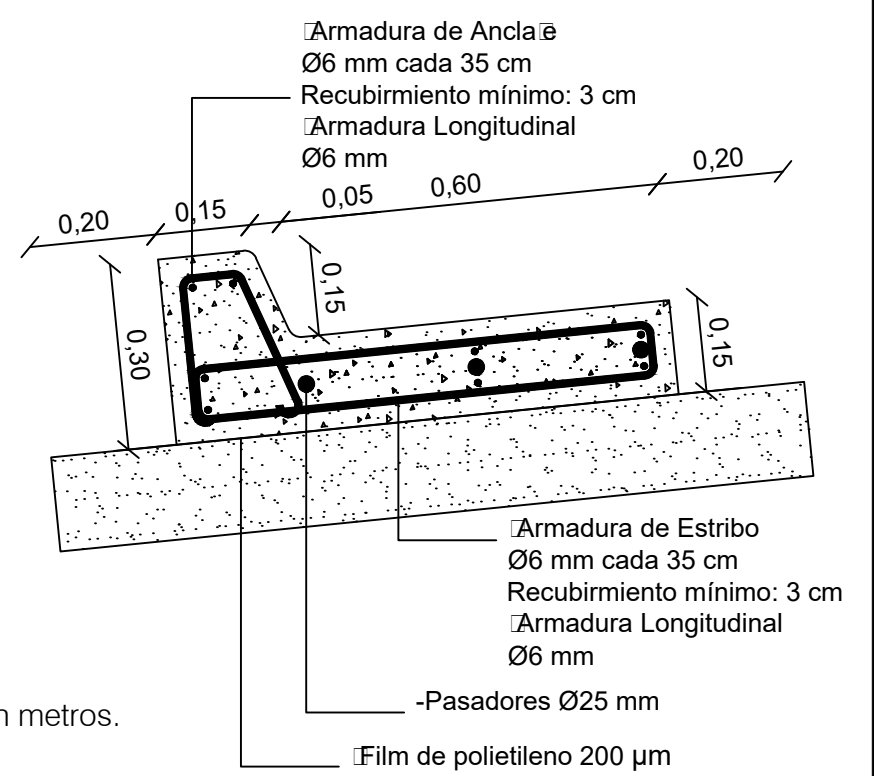 Armadura de Anclaje
Ø6 mm cada 35 cm
Recubirmiento mínimo: 3 cm
Armadura Longitudinal
Ø6 mm
0,20
0,15
0,05
0,60
0,20
0,30
0,15
0,15
Armadura de Estribo
Ø6 mm cada 35 cm
Recubirmiento mínimo: 3 cm
Armadura Longitudinal
Ø6 mm
-Pasadores Ø25 mm
n metros.
Film de polietileno 200 µm